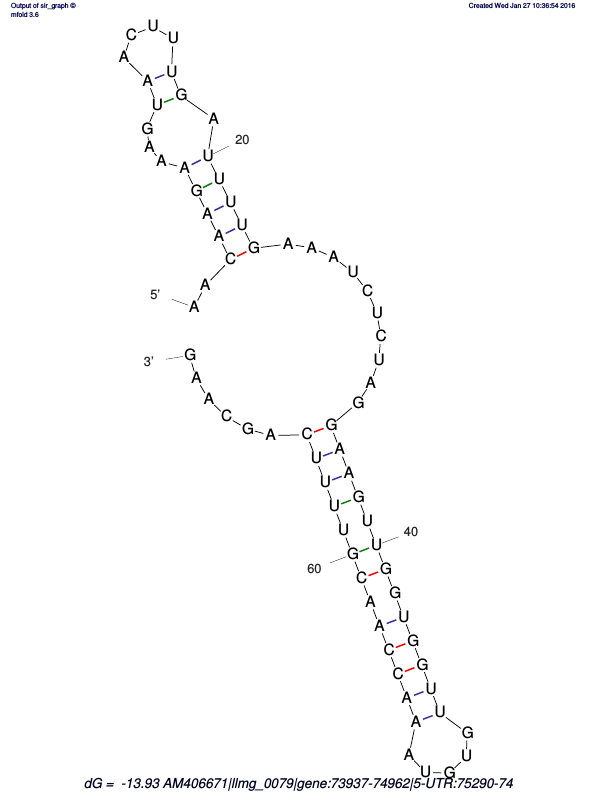 Output of sir_graph ©
mfold 3.6
Created Wed Jan 27 10:36:54 2016
5'
A A C A A G A A A G U A A C U U U G A U
20
U U U G A A A U C U C U A G G A A G U U
40
G G U G G U U G U G U A A A C C A A C G
60
U U U U C A G C A A G
3'
dG = -13.93 AM406671|llmg_0079|gene:73937-74962|5-UTR:75290-74